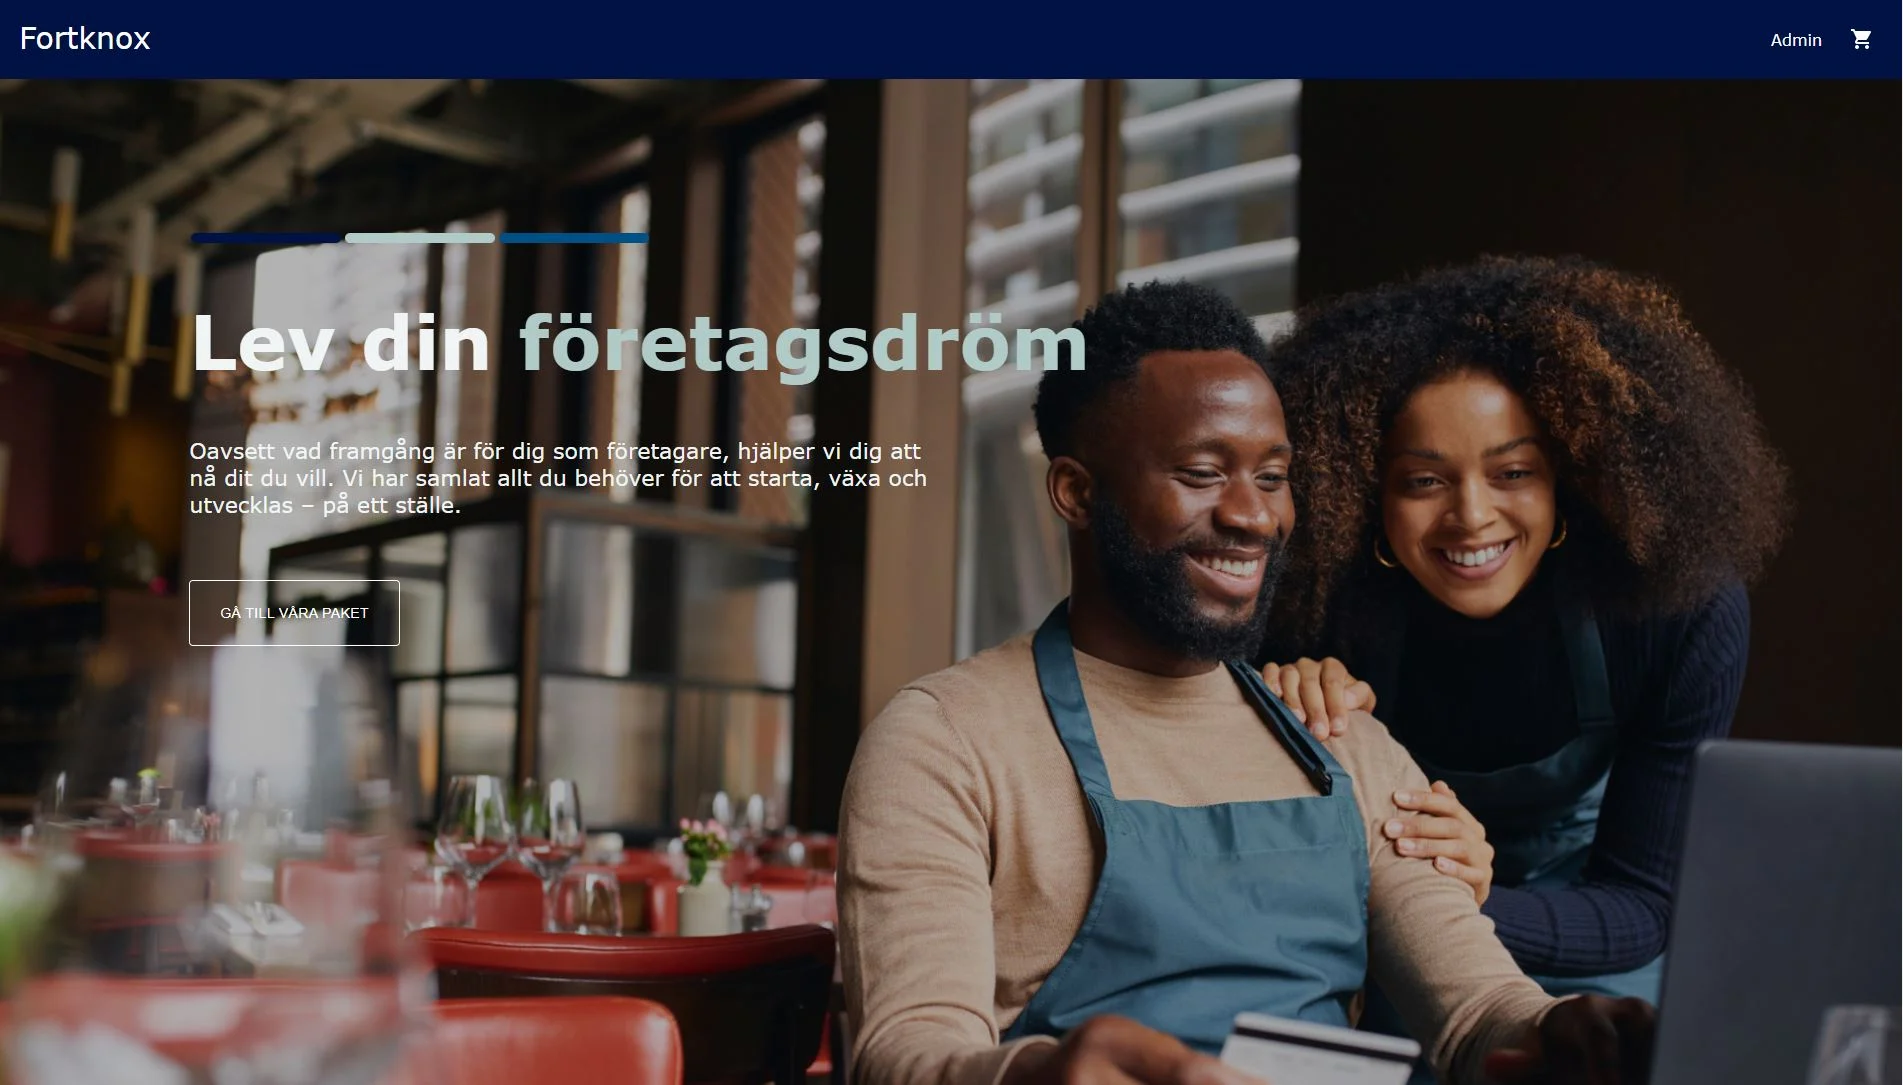 Fortknox
Admin
Lev din företagsdröm
Oavsett vad framgång är för dig som företagare, hjälper vi dig att
nå dit du vill. Vi har samlat allt du behöver för att starta, växa och
utvecklas – på ett ställe.
GÅ TILL VÅRA PAKET